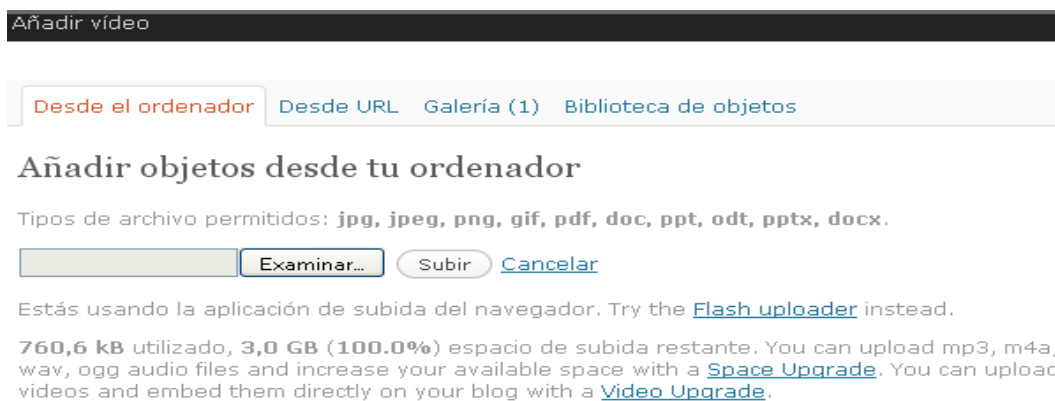 Añadir vídeo
Desde el ordenador Desde URL Galería (1) Biblioteca de objetos
Añadir objetos desde tu ordenador
Tipos de archivo permitidos: jpg, jpeg, png, gif, pdf, doc, ppt, odt, pptx, docx.
Examinar... Subir Cancelar
Estás usando la aplicación de subida del navegador. Try the Flash uploader instead.
760,6 kB utilizado, 3,0 GB (100.0%) espacio de subida restante. You can upload mp3, m4a,
wav, ogg audio files and increase your available space with a Space Upgrade. You can upload
videos and embed them directly on your blog with a Video Upgrade.